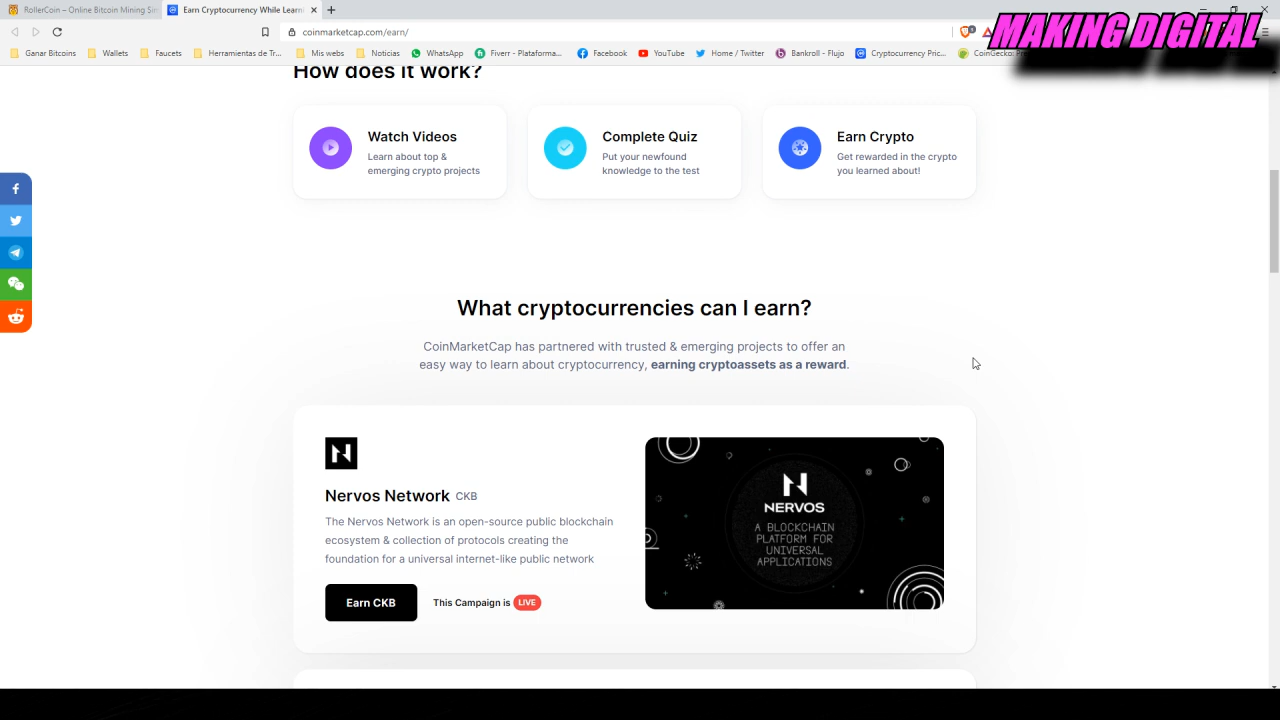 RollerCoin – Online Bitcoin Mining Sim
Earn Cryptocurrency While Learni
MAKING DIGITAL
coinmarketcap.com/earn/
Ganar Bitcoins Wallets Faucets Herramientas de Tr... Mis webs Noticias WhatsApp Fiverr - Plataforma... Facebook YouTube Home / Twitter Bankroll - Flujo Cryptocurrency Pric... CoinGecko:
How does it work?
Watch Videos
Learn about top &
emerging crypto projects
Complete Quiz
Put your newfound
knowledge to the test
Earn Crypto
Get rewarded in the crypto
you learned about!
What cryptocurrencies can I earn?
CoinMarketCap has partnered with trusted & emerging projects to offer an
easy way to learn about cryptocurrency, earning cryptoassets as a reward.
Nervos Network CKB
The Nervos Network is an open-source public blockchain
ecosystem & collection of protocols creating the
foundation for a universal internet-like public network
Earn CKB
This Campaign is LIVE
NERVOS
A BLOCKCHAIN
PLATFORM FOR
UNIVERSAL
APPLICATIONS